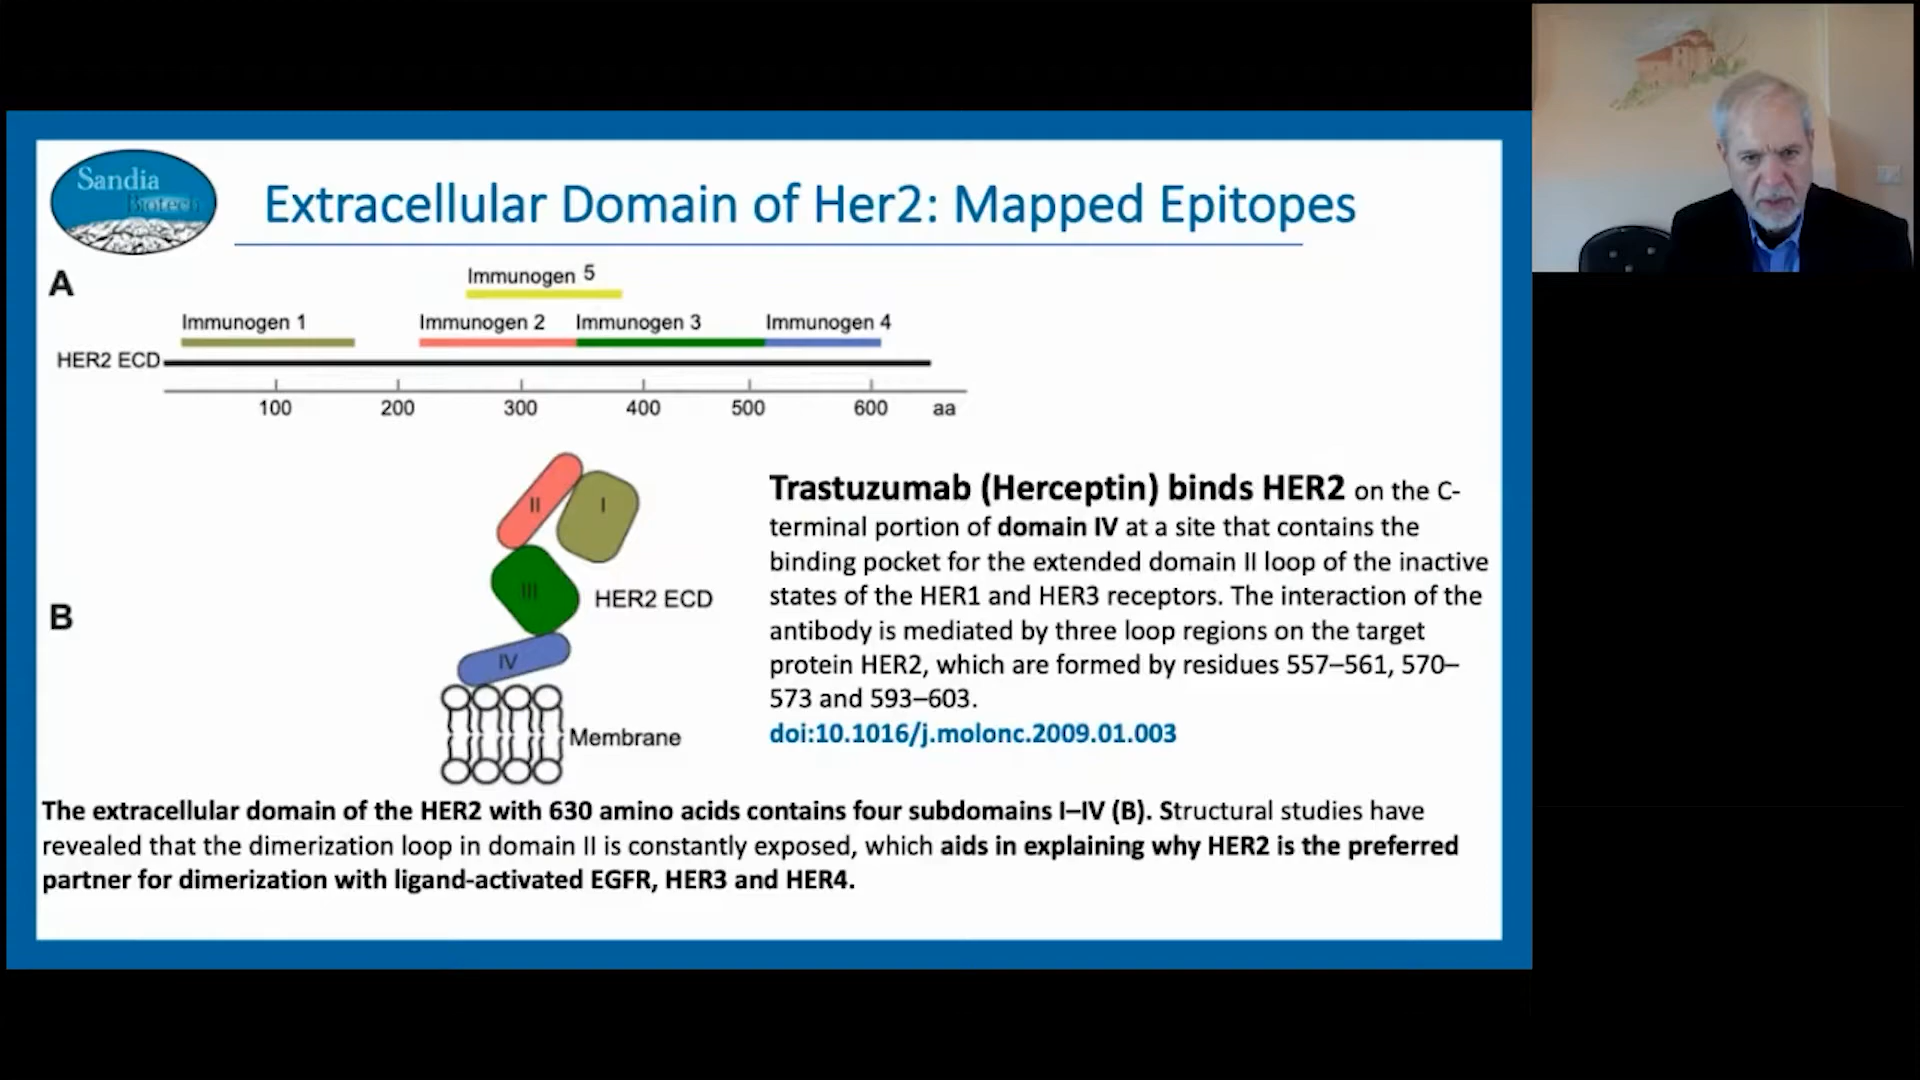 Sandia
Biotech
Extracellular Domain of Her2: Mapped Epitopes
A
Immunogen 5
Immunogen 1
Immunogen 2
Immunogen 3
Immunogen 4
HER2 ECD
100
200
300
400
500
600
aa
B
II
I
III
IV
HER2 ECD
Membrane
Trastuzumab (Herceptin) binds HER2 on the C-
terminal portion of domain IV at a site that contains the
binding pocket for the extended domain II loop of the inactive
states of the HER1 and HER3 receptors. The interaction of the
antibody is mediated by three loop regions on the target
protein HER2, which are formed by residues 557–561, 570–
573 and 593–603.
doi:10.1016/j.molonc.2009.01.003
The extracellular domain of the HER2 with 630 amino acids contains four subdomains I–IV (B). Structural studies have
revealed that the dimerization loop in domain II is constantly exposed, which aids in explaining why HER2 is the preferred
partner for dimerization with ligand-activated EGFR, HER3 and HER4.